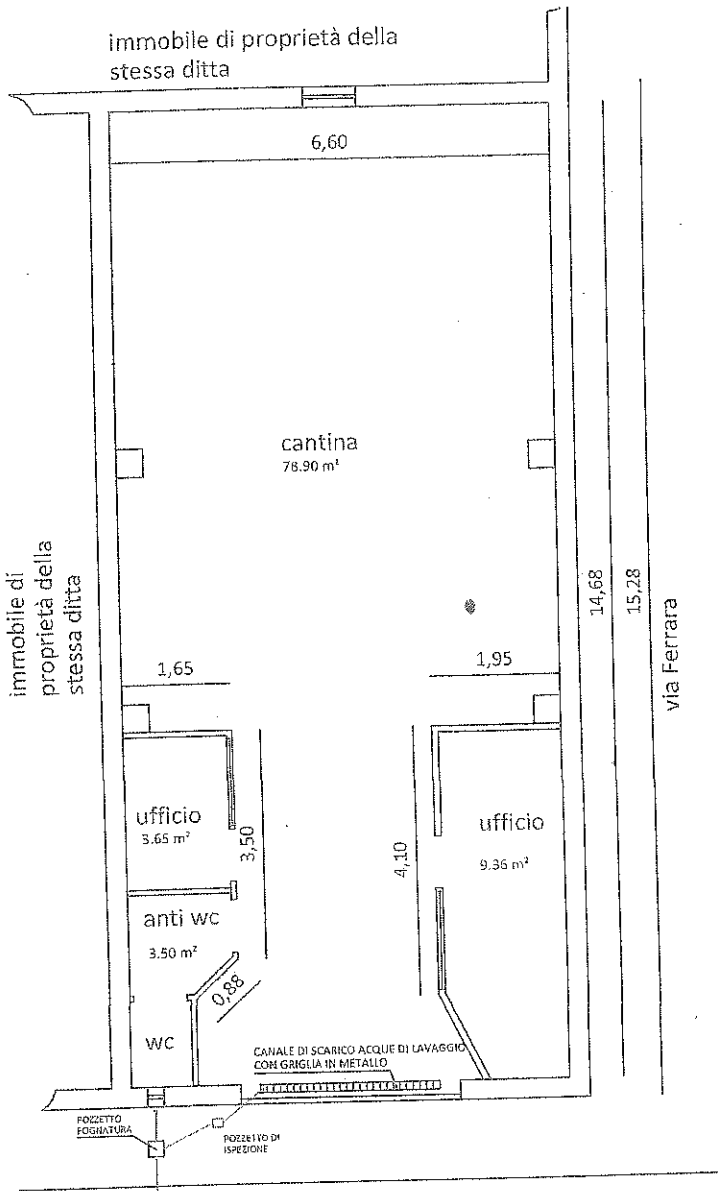 immobile di proprietà della
stessa ditta
6,60
cantina
78.90 m²
immobile di
proprietà della
stessa ditta
14,68
15,28
via Ferrara
1,65
1,95
ufficio
3.65 m²
3,50
4,10
ufficio
9.36 m²
anti wc
3.50 m²
0,88
wc
CANALE DI SCARICO ACQUE DI LAVAGGIO
CON GRIGLIA IN METALLO
POZZETTO
FOGNATURA
POZZETTO DI
ISPEZIONE